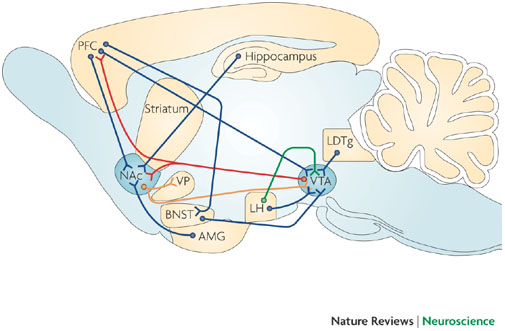 PFC
Hippocampus
Striatum
LDTg
NAc
VP
VTA
BNST
LH
AMG
Nature Reviews | Neuroscience